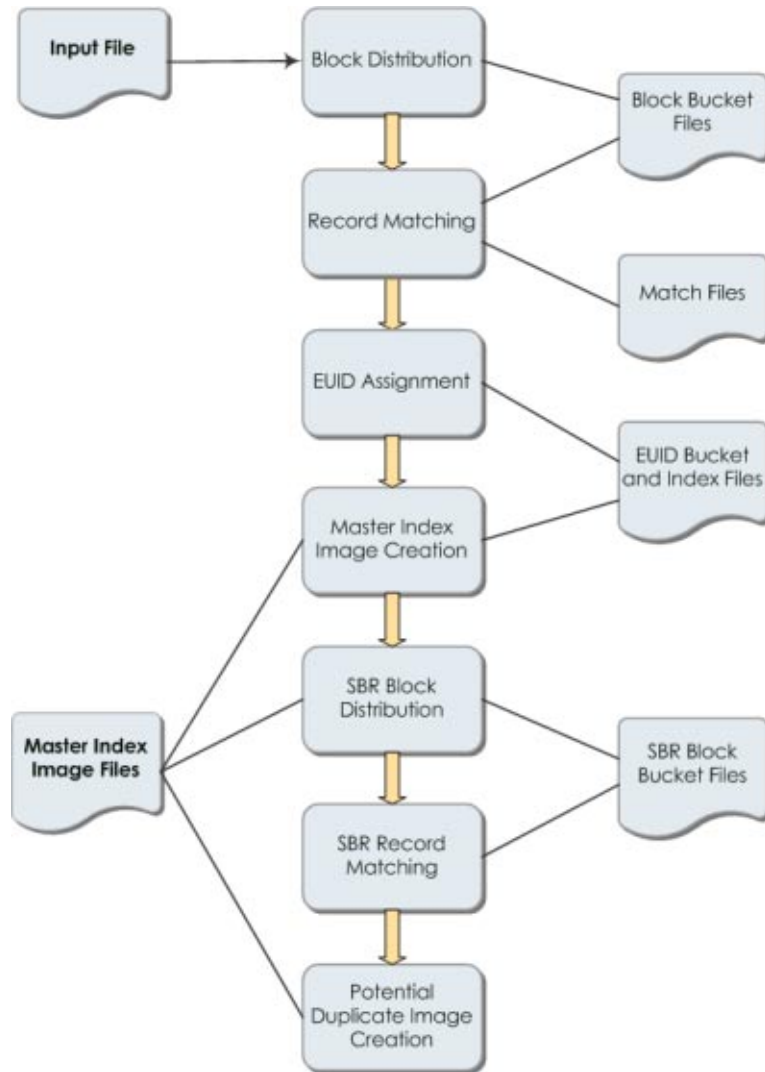 Input File
Block Distribution
Block Bucket
Files
Record Matching
Match Files
EUID Assignment
EUID Bucket
and Index Files
Master Index
Image Creation
SBR Block
Distribution
Master Index
Image Files
SBR Block
Bucket Files
SBR Record
Matching
Potential
Duplicate Image
Creation